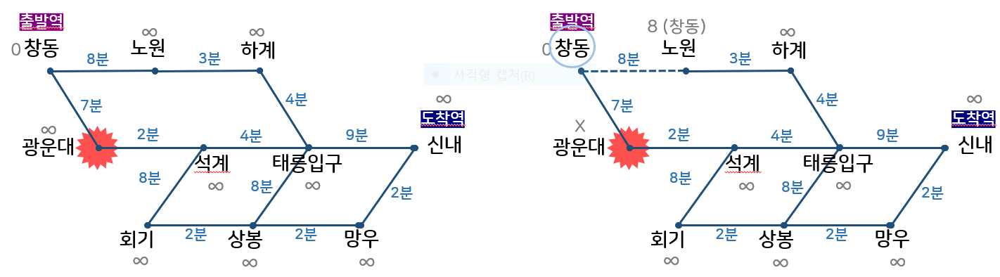 출발역
0 창동
∞
노원
∞
하계
8분
3분
7분
4분
∞
도착역
∞
광운대
2분
4분
9분
신내
석계
태릉입구
∞
∞
8분
8분
2분
회기
2분
상봉
2분
망우
∞
∞
∞
출발역
0 창동
8 (창동)
노원
∞
하계
8분
3분
사각형 캡처(R)
7분
4분
∞
도착역
X
광운대
2분
4분
9분
신내
석계
태릉입구
∞
∞
8분
8분
2분
회기
2분
상봉
2분
망우
∞
∞
∞